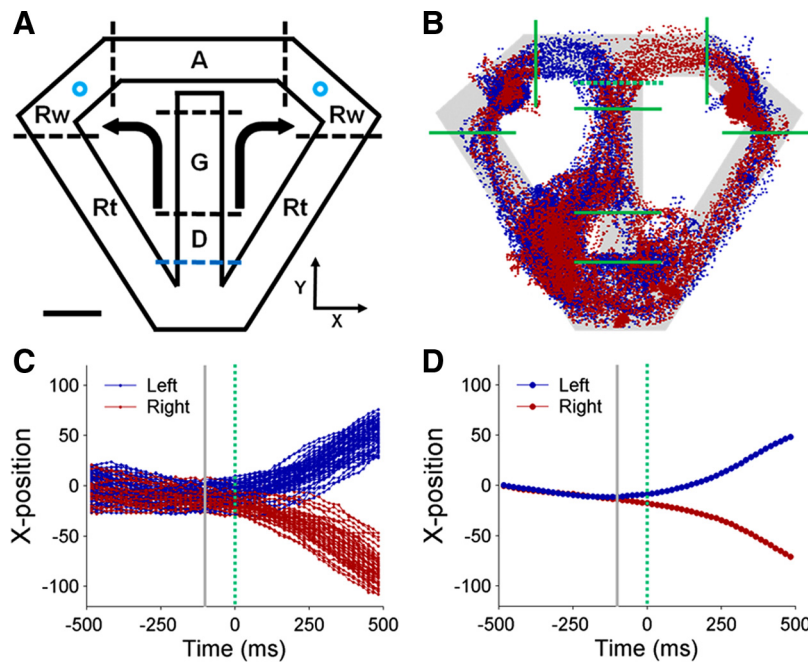 A
A
Rw
Rw
G
Rt
Rt
D
Y
X
B
C
Left
Right
X-position
100
50
0
-50
-100
-500
-250
0
250
500
Time (ms)
D
Left
Right
X-position
100
50
0
-50
-100
-500
-250
0
250
500
Time (ms)